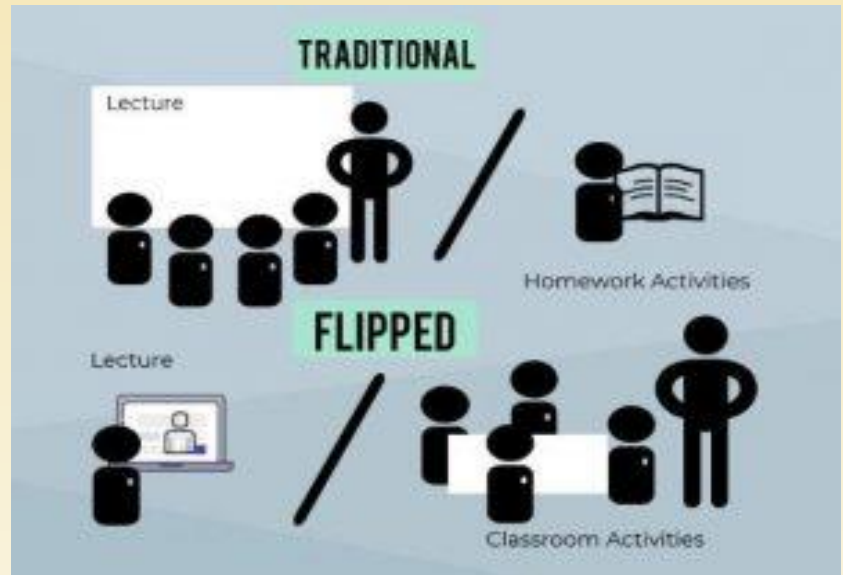 TRADITIONAL
Lecture
Homework Activities
FLIPPED
Lecture
Classroom Activities